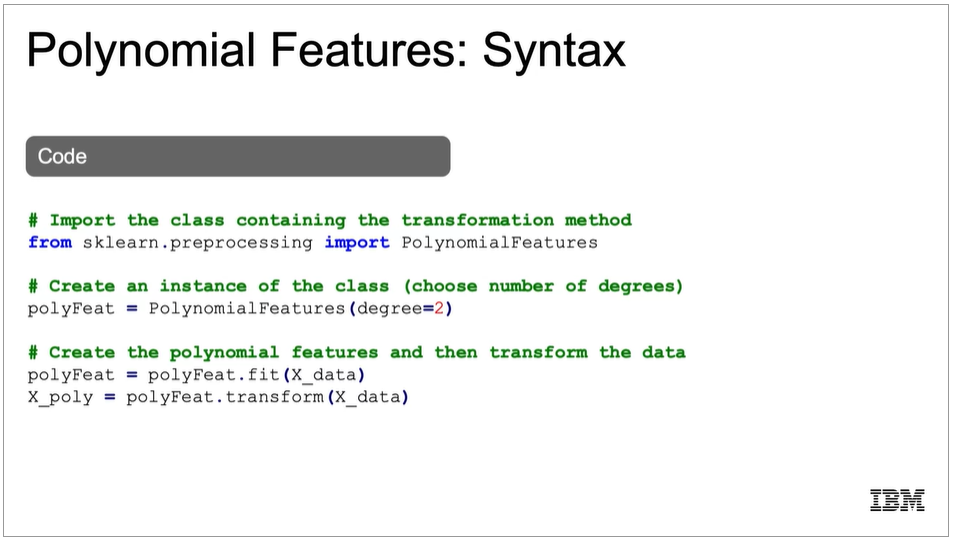 Polynomial Features: Syntax
Code
# Import the class containing the transformation method
from sklearn.preprocessing import PolynomialFeatures
# Create an instance of the class (choose number of degrees)
polyFeat = PolynomialFeatures(degree=2)
# Create the polynomial features and then transform the data
polyFeat = polyFeat.fit(X_data)
X_poly = polyFeat.transform(X_data)
IBM